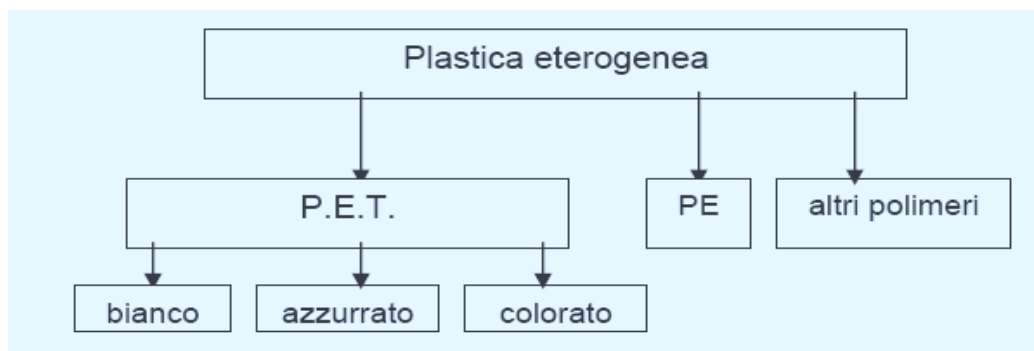 Plastica eterogenea
P.E.T.
PE
altri polimeri
bianco
azzurrato
colorato